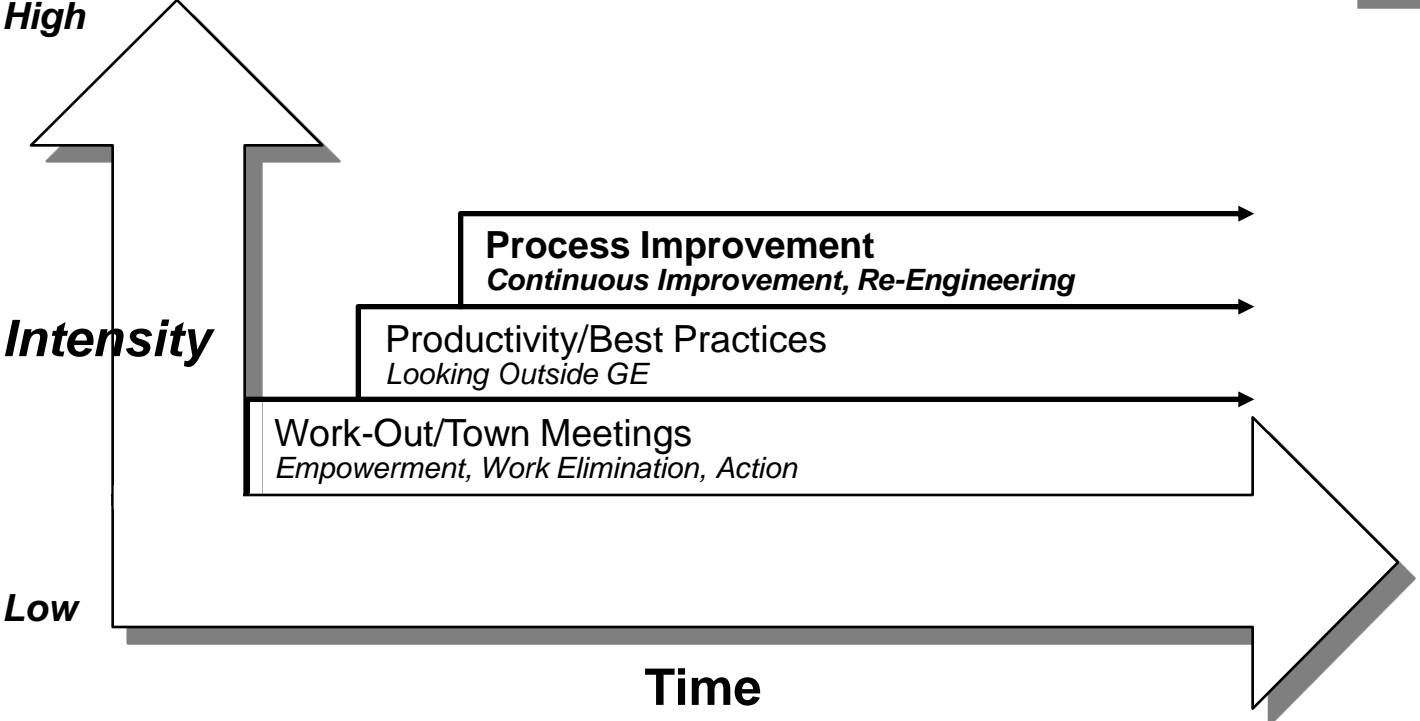 High
Process Improvement
Continuous Improvement, Re-Engineering
Intensity
Productivity/Best Practices
Looking Outside GE
Work-Out/Town Meetings
Empowerment, Work Elimination, Action
Low
Time